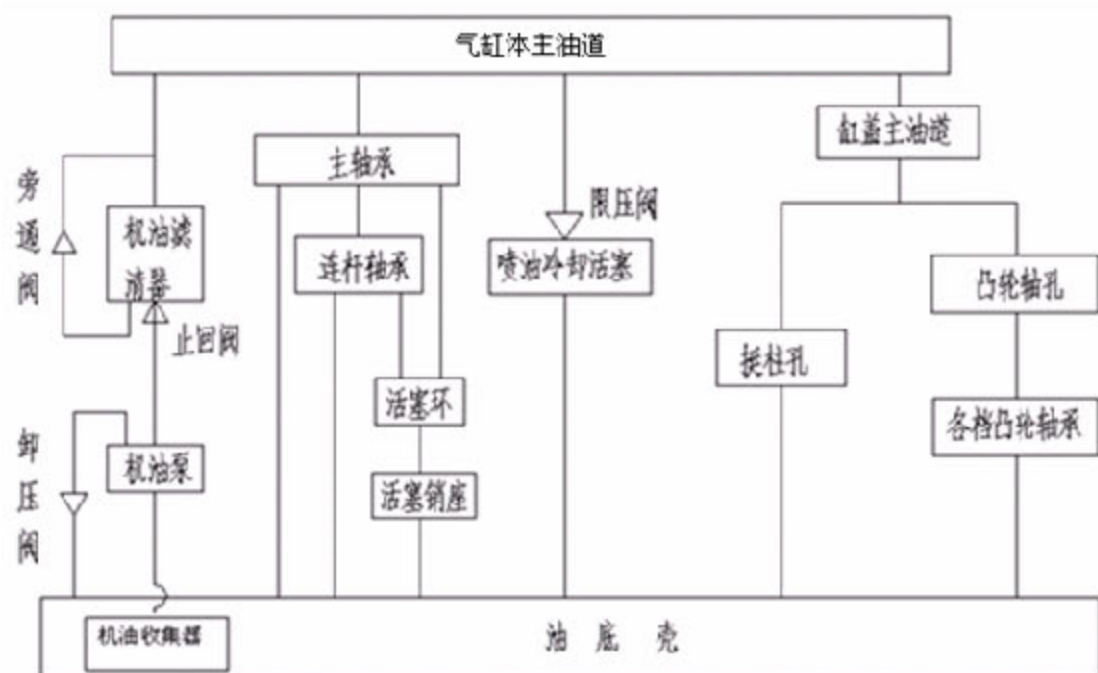 气缸体主油道
缸盖主油道
主轴承
旁通阀
机油滤
清器
限压阀
连杆轴承
喷油冷却活塞
凸轮轴孔
止回阀
挺柱孔
活塞环
各档凸轮轴承
卸压阀
机油泵
活塞销座
机油收集器
油底壳